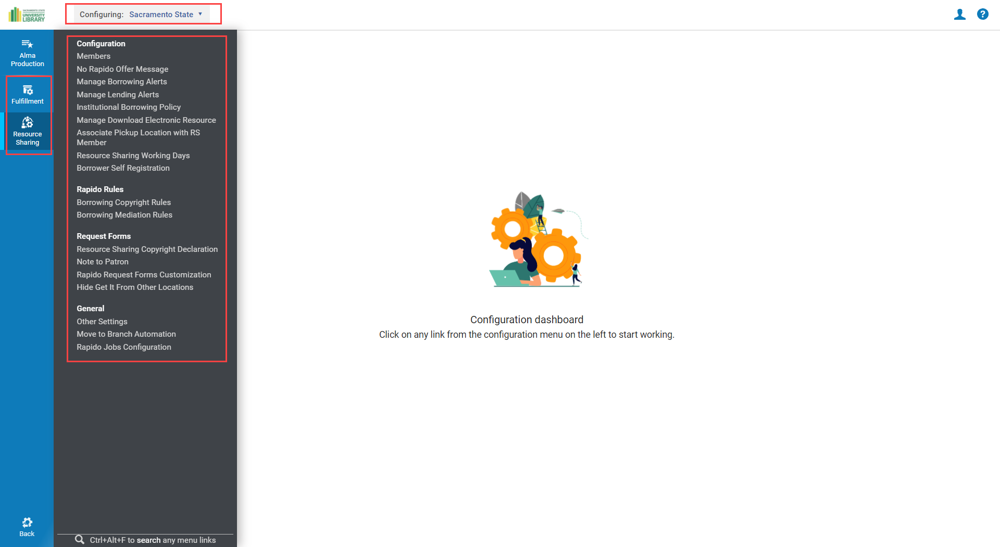 SACRAMENTO STATE
UNIVERSITY
LIBRARY
Configuring: Sacramento State
Alma
Production
Fulfillment
Resource
Sharing
Back
Configuration
Members
No Rapido Offer Message
Manage Borrowing Alerts
Manage Lending Alerts
Institutional Borrowing Policy
Manage Download Electronic Resource
Associate Pickup Location with RS
Member
Resource Sharing Working Days
Borrower Self Registration
Rapido Rules
Borrowing Copyright Rules
Borrowing Mediation Rules
Request Forms
Resource Sharing Copyright Declaration
Note to Patron
Rapido Request Forms Customization
Hide Get It From Other Locations
General
Other Settings
Move to Branch Automation
Rapido Jobs Configuration
Ctrl+Alt+F to search any menu links
Configuration dashboard
Click on any link from the configuration menu on the left to start working.